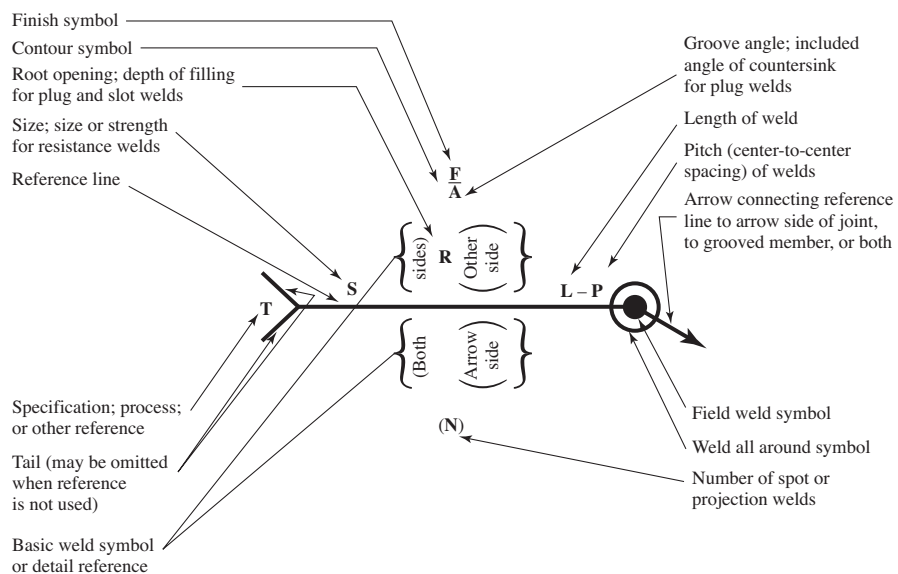 Finish symbol
Contour symbol
Root opening; depth of filling
for plug and slot welds
Size; size or strength
for resistance welds
Reference line
Groove angle; included
angle of countersink
for plug welds
Length of weld
Pitch (center-to-center
spacing) of welds
Arrow connecting reference
line to arrow side of joint,
to grooved member, or both
F
A
sides)
R
(Other
side)
S
L – P
T
(Both
(Arrow
side)
(N)
Specification; process;
or other reference
Tail (may be omitted
when reference
is not used)
Basic weld symbol
or detail reference
Field weld symbol
Weld all around symbol
Number of spot or
projection welds